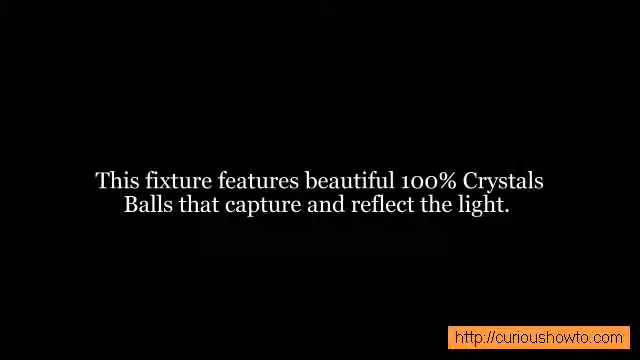 This fixture features beautiful 100% Crystals
Balls that capture and reflect the light.
http://curioushowto.com